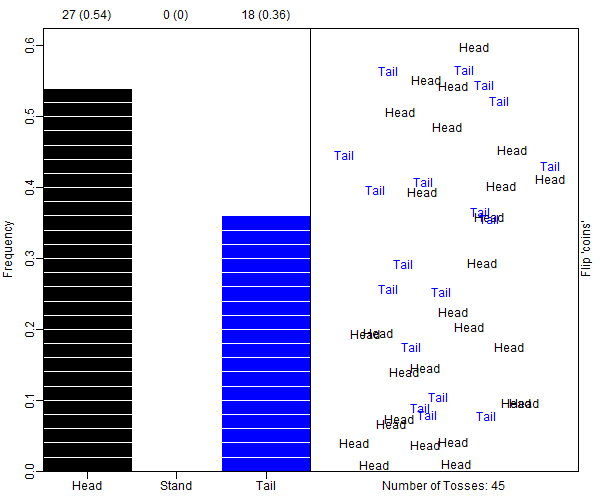 27 (0.54) 0 (0) 18 (0.36)
0.6
0.5
0.4
0.3
0.2
0.1
0.0
Frequency
Head Stand Tail
Head
Tail Tail
Head Head Tail
Tail
Head
Head
Head
Tail
Tail
Head
Tail Tail Head
Head
Tail Head Tail
Tail Head
Tail Tail
Head
Head
Head Head
Tail Head
Head Head
Tail Head Head
Tail
Tail Tail
Head
Head
Head Head Head
Head Head
Flip 'coins'
Number of Tosses: 45